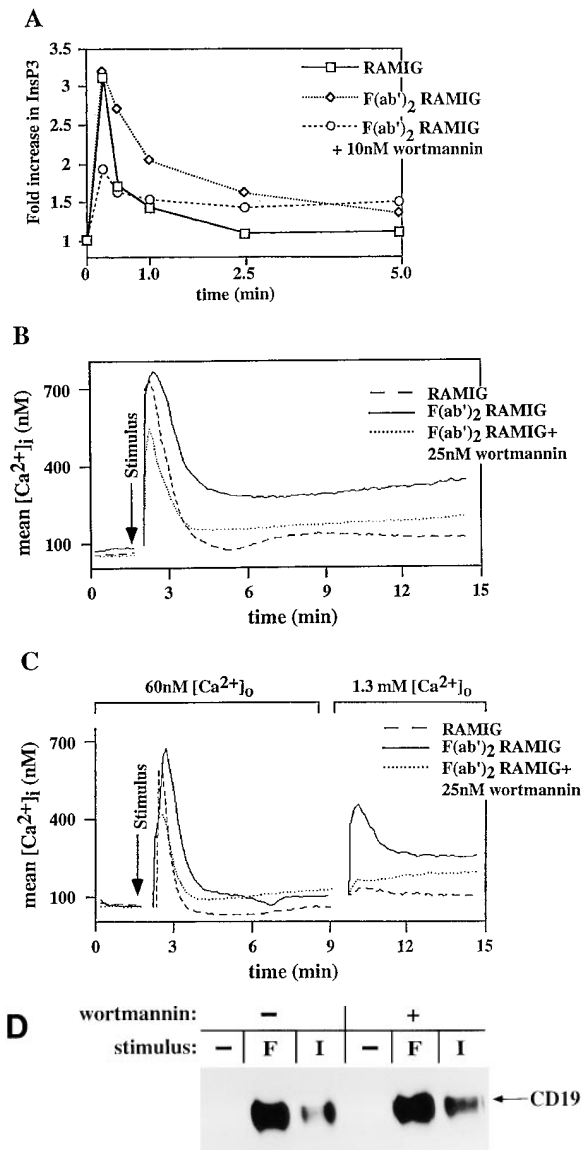 A
Fold increase in InsP3
3.5
3
2.5
2
1.5
1
0
1.0
2.5
5.0
time (min)
RAMIG
F(ab')2 RAMIG
F(ab')2 RAMIG
+ 10nM wortmannin
B
mean [Ca2+]i (nM)
700
400
100
Stimulus
0
3
6
9
12
15
time (min)
RAMIG
F(ab')2 RAMIG
F(ab')2 RAMIG+
25nM wortmannin
C
60nM [Ca2+]o
1.3 mM [Ca2+]o
mean [Ca2+]i (nM)
700
400
100
Stimulus
0
3
6
9
12
15
time (min)
RAMIG
F(ab')2 RAMIG
F(ab')2 RAMIG+
25nM wortmannin
D
wortmannin: − +
stimulus: − F I − F I
CD19